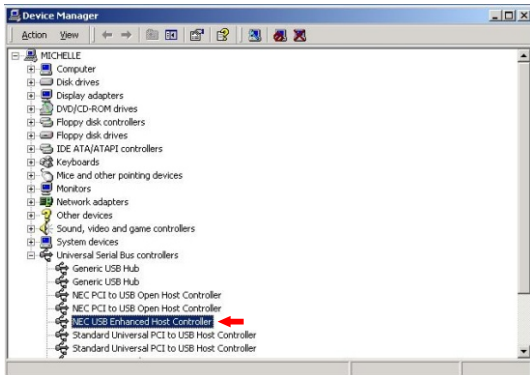 Device Manager
Action View
MICHELLE
Computer
Disk drives
Display adapters
DVD/CD-ROM drives
Floppy disk controllers
Floppy disk drives
IDE ATA/ATAPI controllers
Keyboards
Mice and other pointing devices
Monitors
Network adapters
Other devices
Sound, video and game controllers
System devices
Universal Serial Bus controllers
Generic USB Hub
Generic USB Hub
NEC PCI to USB Open Host Controller
NEC PCI to USB Open Host Controller
NEC USB Enhanced Host Controller
Standard Universal PCI to USB Host Controller
Standard Universal PCI to USB Host Controller